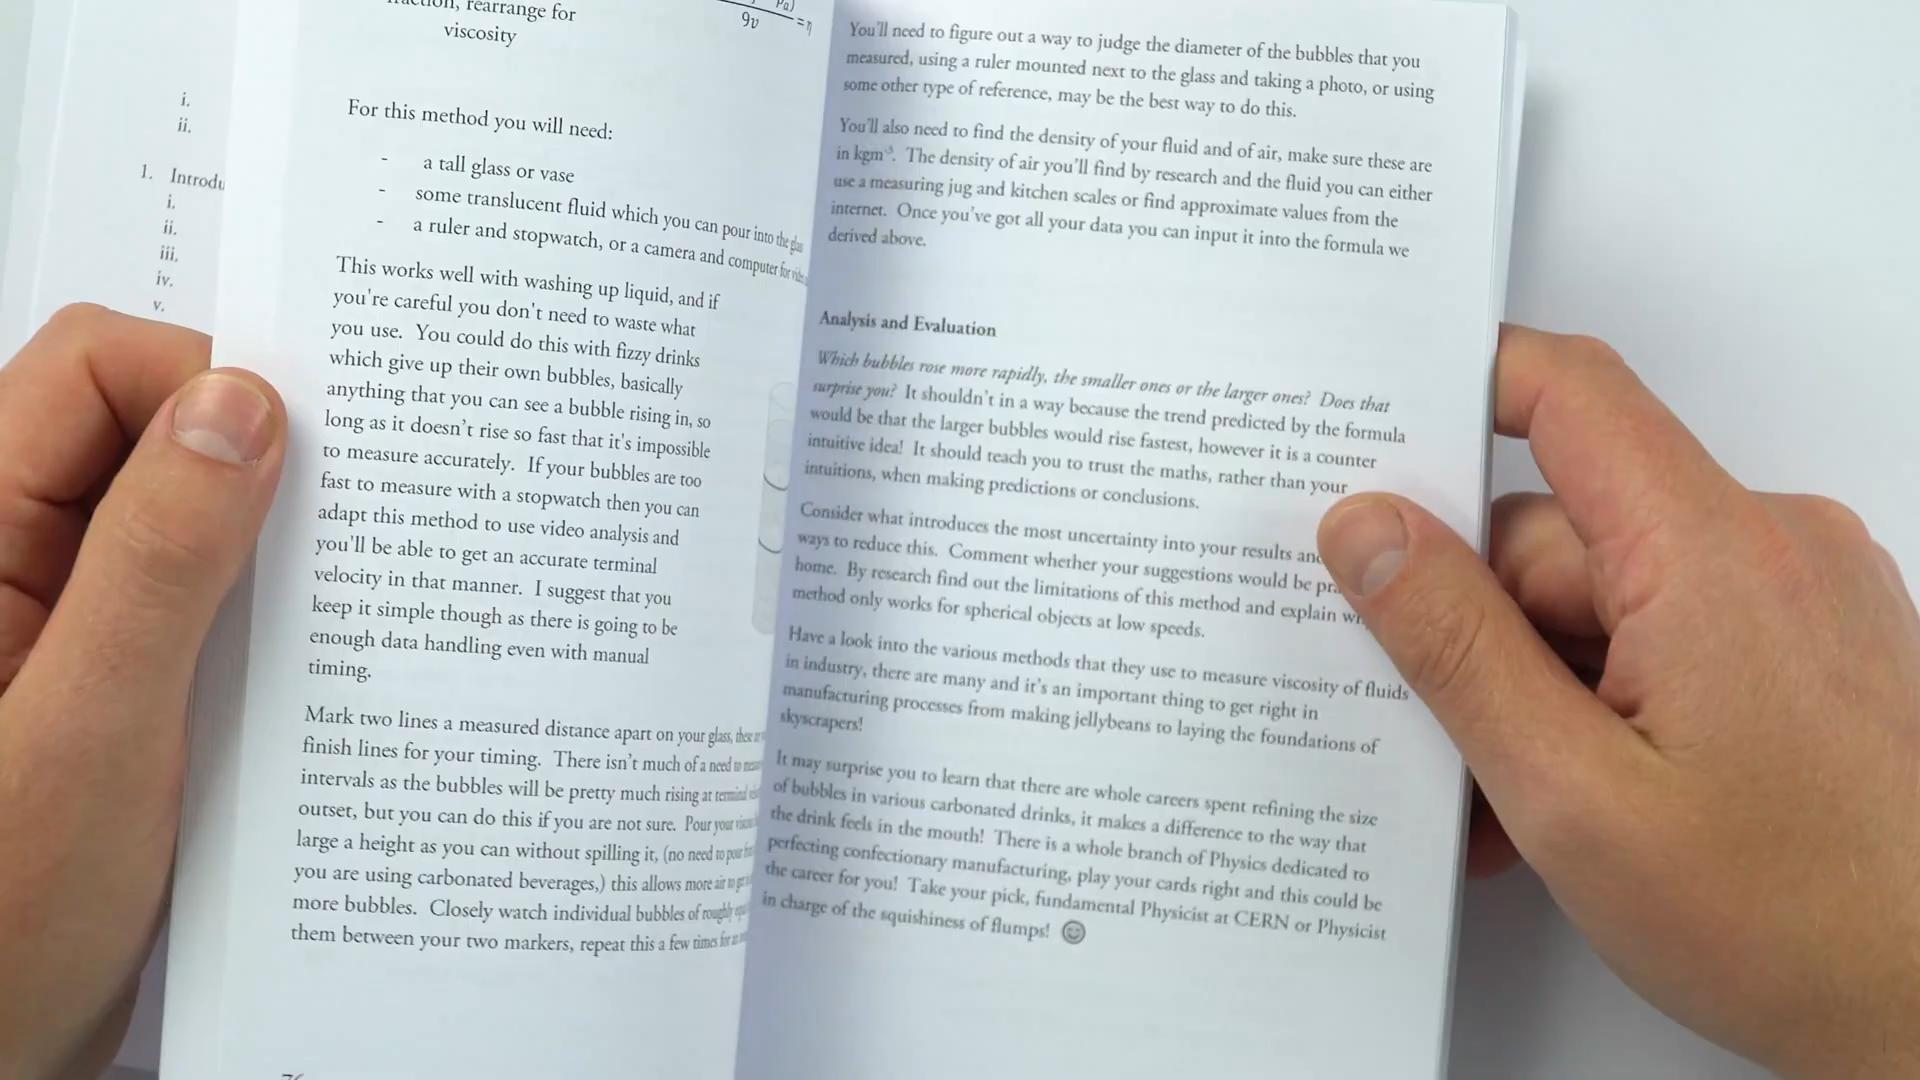 rearrange for
viscosity
9v
= η
i.
ii.
1. Introdu
i.
ii.
iii.
iv.
v.
For this method you will need:
- a tall glass or vase
- some translucent fluid which you can pour into the glass
- a ruler and stopwatch, or a camera and computer for
This works well with washing up liquid, and if
you're careful you don't need to waste what
you use. You could do this with fizzy drinks
which give up their own bubbles, basically
anything that you can see a bubble rising in, so
long as it doesn't rise so fast that it's impossible
to measure accurately. If your bubbles are too
fast to measure with a stopwatch then you can
adapt this method to use video analysis and
you'll be able to get an accurate terminal
velocity in that manner. I suggest that you
keep it simple though as there is going to be
enough data handling even with manual
timing.
Mark two lines a measured distance apart on your glass,
finish lines for your timing. There isn't much of a need to
intervals as the bubbles will be pretty much rising at terminal
outset, but you can do this if you are not sure. Pour your
large a height as you can without spilling it, (no need to pour
you are using carbonated beverages,) this allows more air to
more bubbles. Closely watch individual bubbles of roughly
them between your two markers, repeat this a few times for
You'll need to figure out a way to judge the diameter of the bubbles that you
measured, using a ruler mounted next to the glass and taking a photo, or using
some other type of reference, may be the best way to do this.
You'll also need to find the density of your fluid and of air, make sure these are
in kgm⁻³. The density of air you'll find by research and the fluid you can either
use a measuring jug and kitchen scales or find approximate values from the
internet. Once you've got all your data you can input it into the formula we
derived above.
Analysis and Evaluation
Which bubbles rose more rapidly, the smaller ones or the larger ones? Does that
surprise you? It shouldn't in a way because the trend predicted by the formula
would be that the larger bubbles would rise fastest, however it is a counter
intuitive idea! It should teach you to trust the maths, rather than your
intuitions, when making predictions or conclusions.
Consider what introduces the most uncertainty into your results and
ways to reduce this. Comment whether your suggestions would be
home. By research find out the limitations of this method and explain
method only works for spherical objects at low speeds.
Have a look into the various methods that they use to measure viscosity of fluids
in industry, there are many and it's an important thing to get right in
manufacturing processes from making jellybeans to laying the foundations of
skyscrapers!
It may surprise you to learn that there are whole careers spent refining the size
of bubbles in various carbonated drinks, it makes a difference to the way that
the drink feels in the mouth! There is a whole branch of Physics dedicated to
perfecting confectionary manufacturing, play your cards right and this could be
the career for you! Take your pick, fundamental Physicist at CERN or Physicist
in charge of the squishiness of flumps!